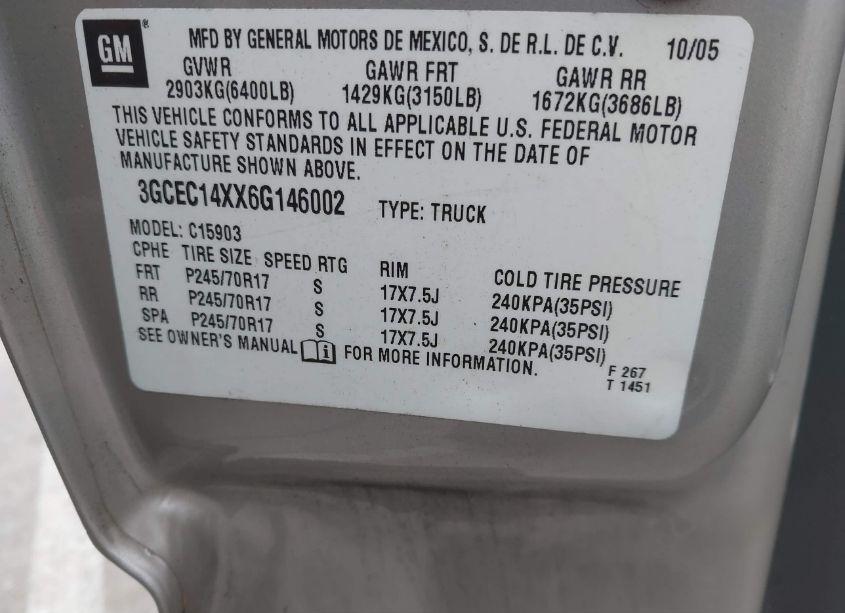 GM ®
MFD BY GENERAL MOTORS DE MEXICO, S. DE R.L. DE C.V. 10/05
GVWR GAWR FRT GAWR RR
2903KG(6400LB) 1429KG(3150LB) 1672KG(3686LB)
THIS VEHICLE CONFORMS TO ALL APPLICABLE U.S. FEDERAL MOTOR
VEHICLE SAFETY STANDARDS IN EFFECT ON THE DATE OF
MANUFACTURE SHOWN ABOVE.
3GCEC14XX6G146002 TYPE: TRUCK
MODEL: C15903
CPHE TIRE SIZE SPEED RTG RIM COLD TIRE PRESSURE
FRT P245/70R17 S 17X7.5J 240KPA(35PSI)
RR P245/70R17 S 17X7.5J 240KPA(35PSI)
SPA P245/70R17 S 17X7.5J 240KPA(35PSI)
SEE OWNER'S MANUAL i FOR MORE INFORMATION.
F 267
T 1451